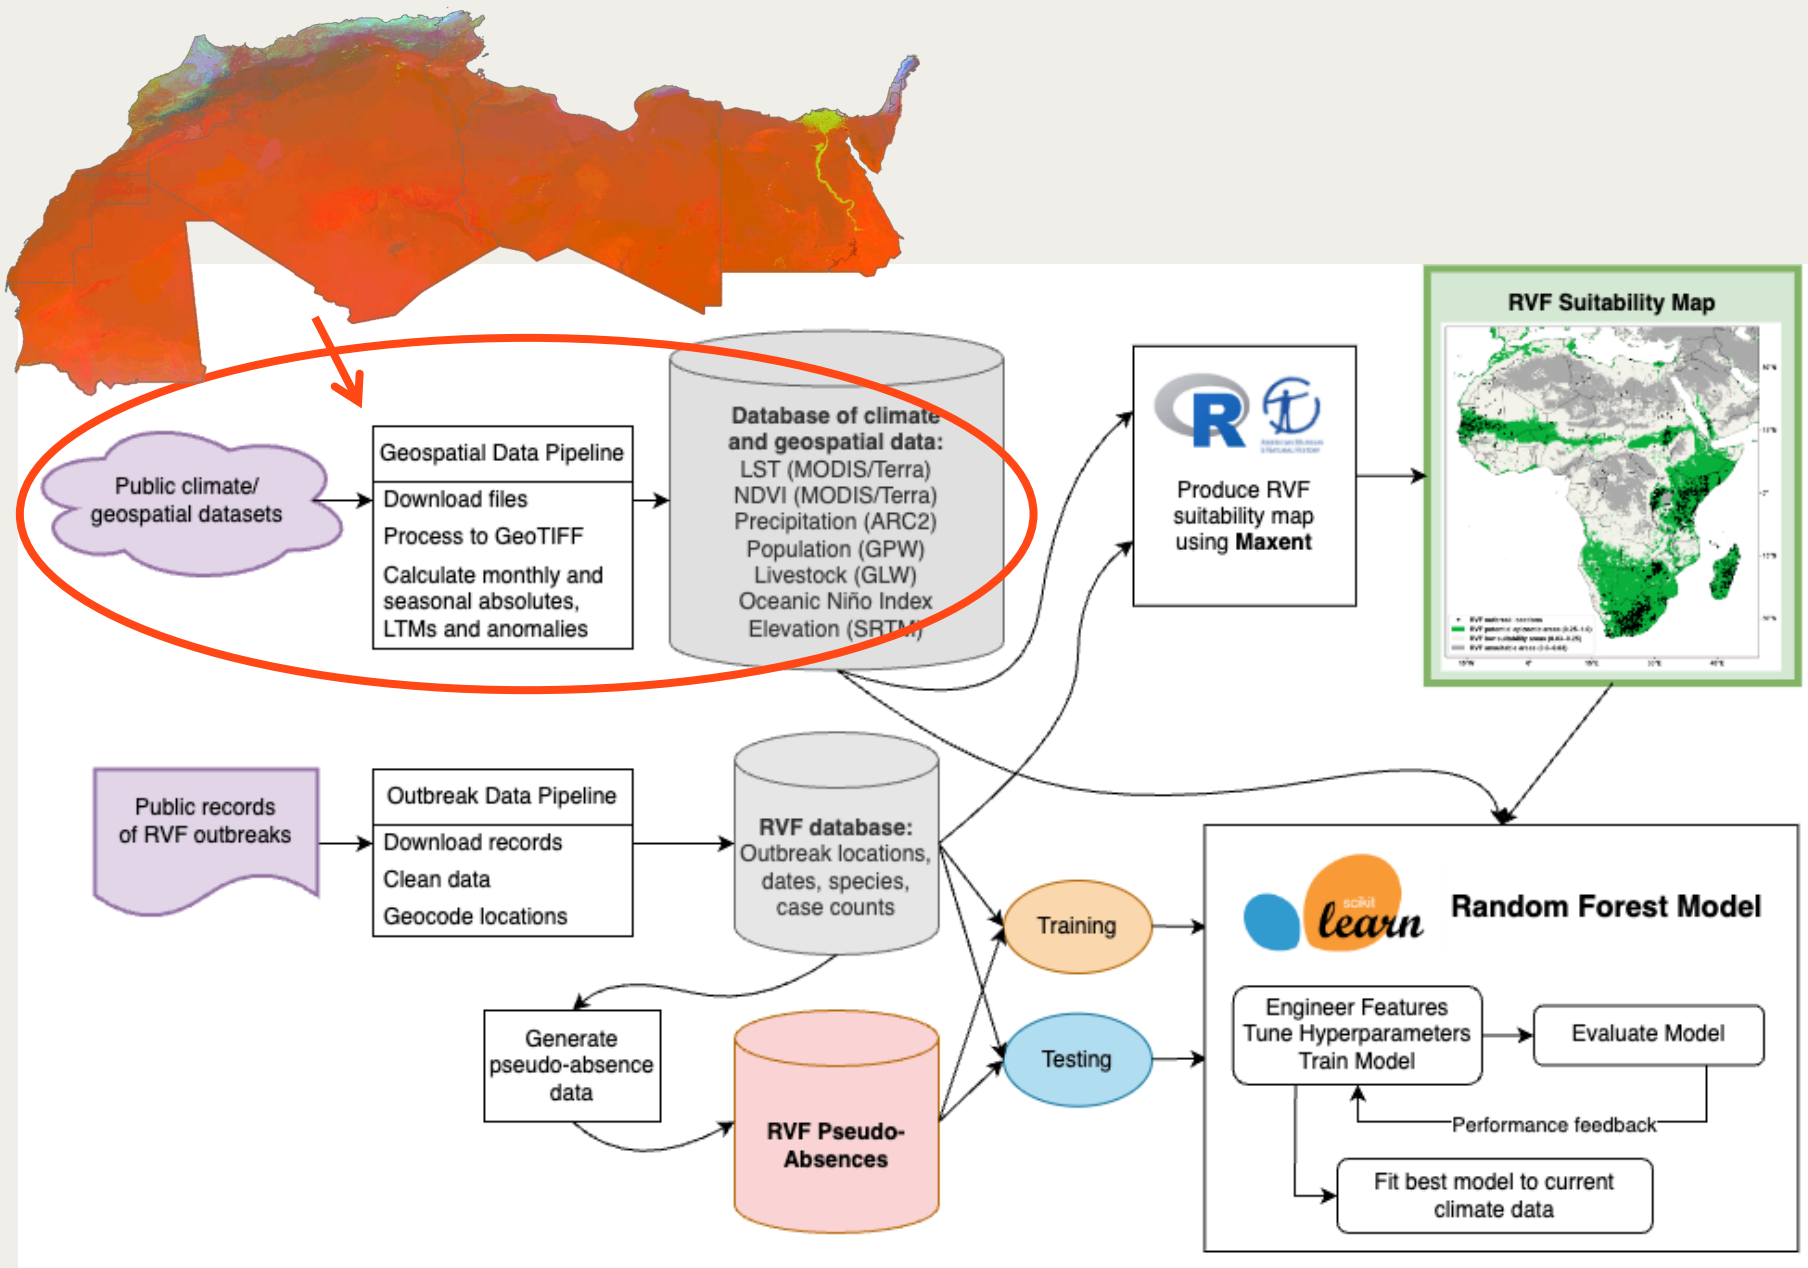 RVF Suitability Map
Public climate/
geospatial datasets
Geospatial Data Pipeline
Download files
Process to GeoTIFF
Calculate monthly and
seasonal absolutes,
LTMs and anomalies
Database of climate
and geospatial data:
LST (MODIS/Terra)
NDVI (MODIS/Terra)
Precipitation (ARC2)
Population (GPW)
Livestock (GLW)
Oceanic Niño Index
Elevation (SRTM)
R
Produce RVF
suitability map
using Maxent
Public records
of RVF outbreaks
Outbreak Data Pipeline
Download records
Clean data
Geocode locations
RVF database:
Outbreak locations,
dates, species,
case counts
Generate
pseudo-absence
data
RVF Pseudo-
Absences
Training
Testing
scikit
learn
Random Forest Model
Engineer Features
Tune Hyperparameters
Train Model
Evaluate Model
Performance feedback
Fit best model to current
climate data